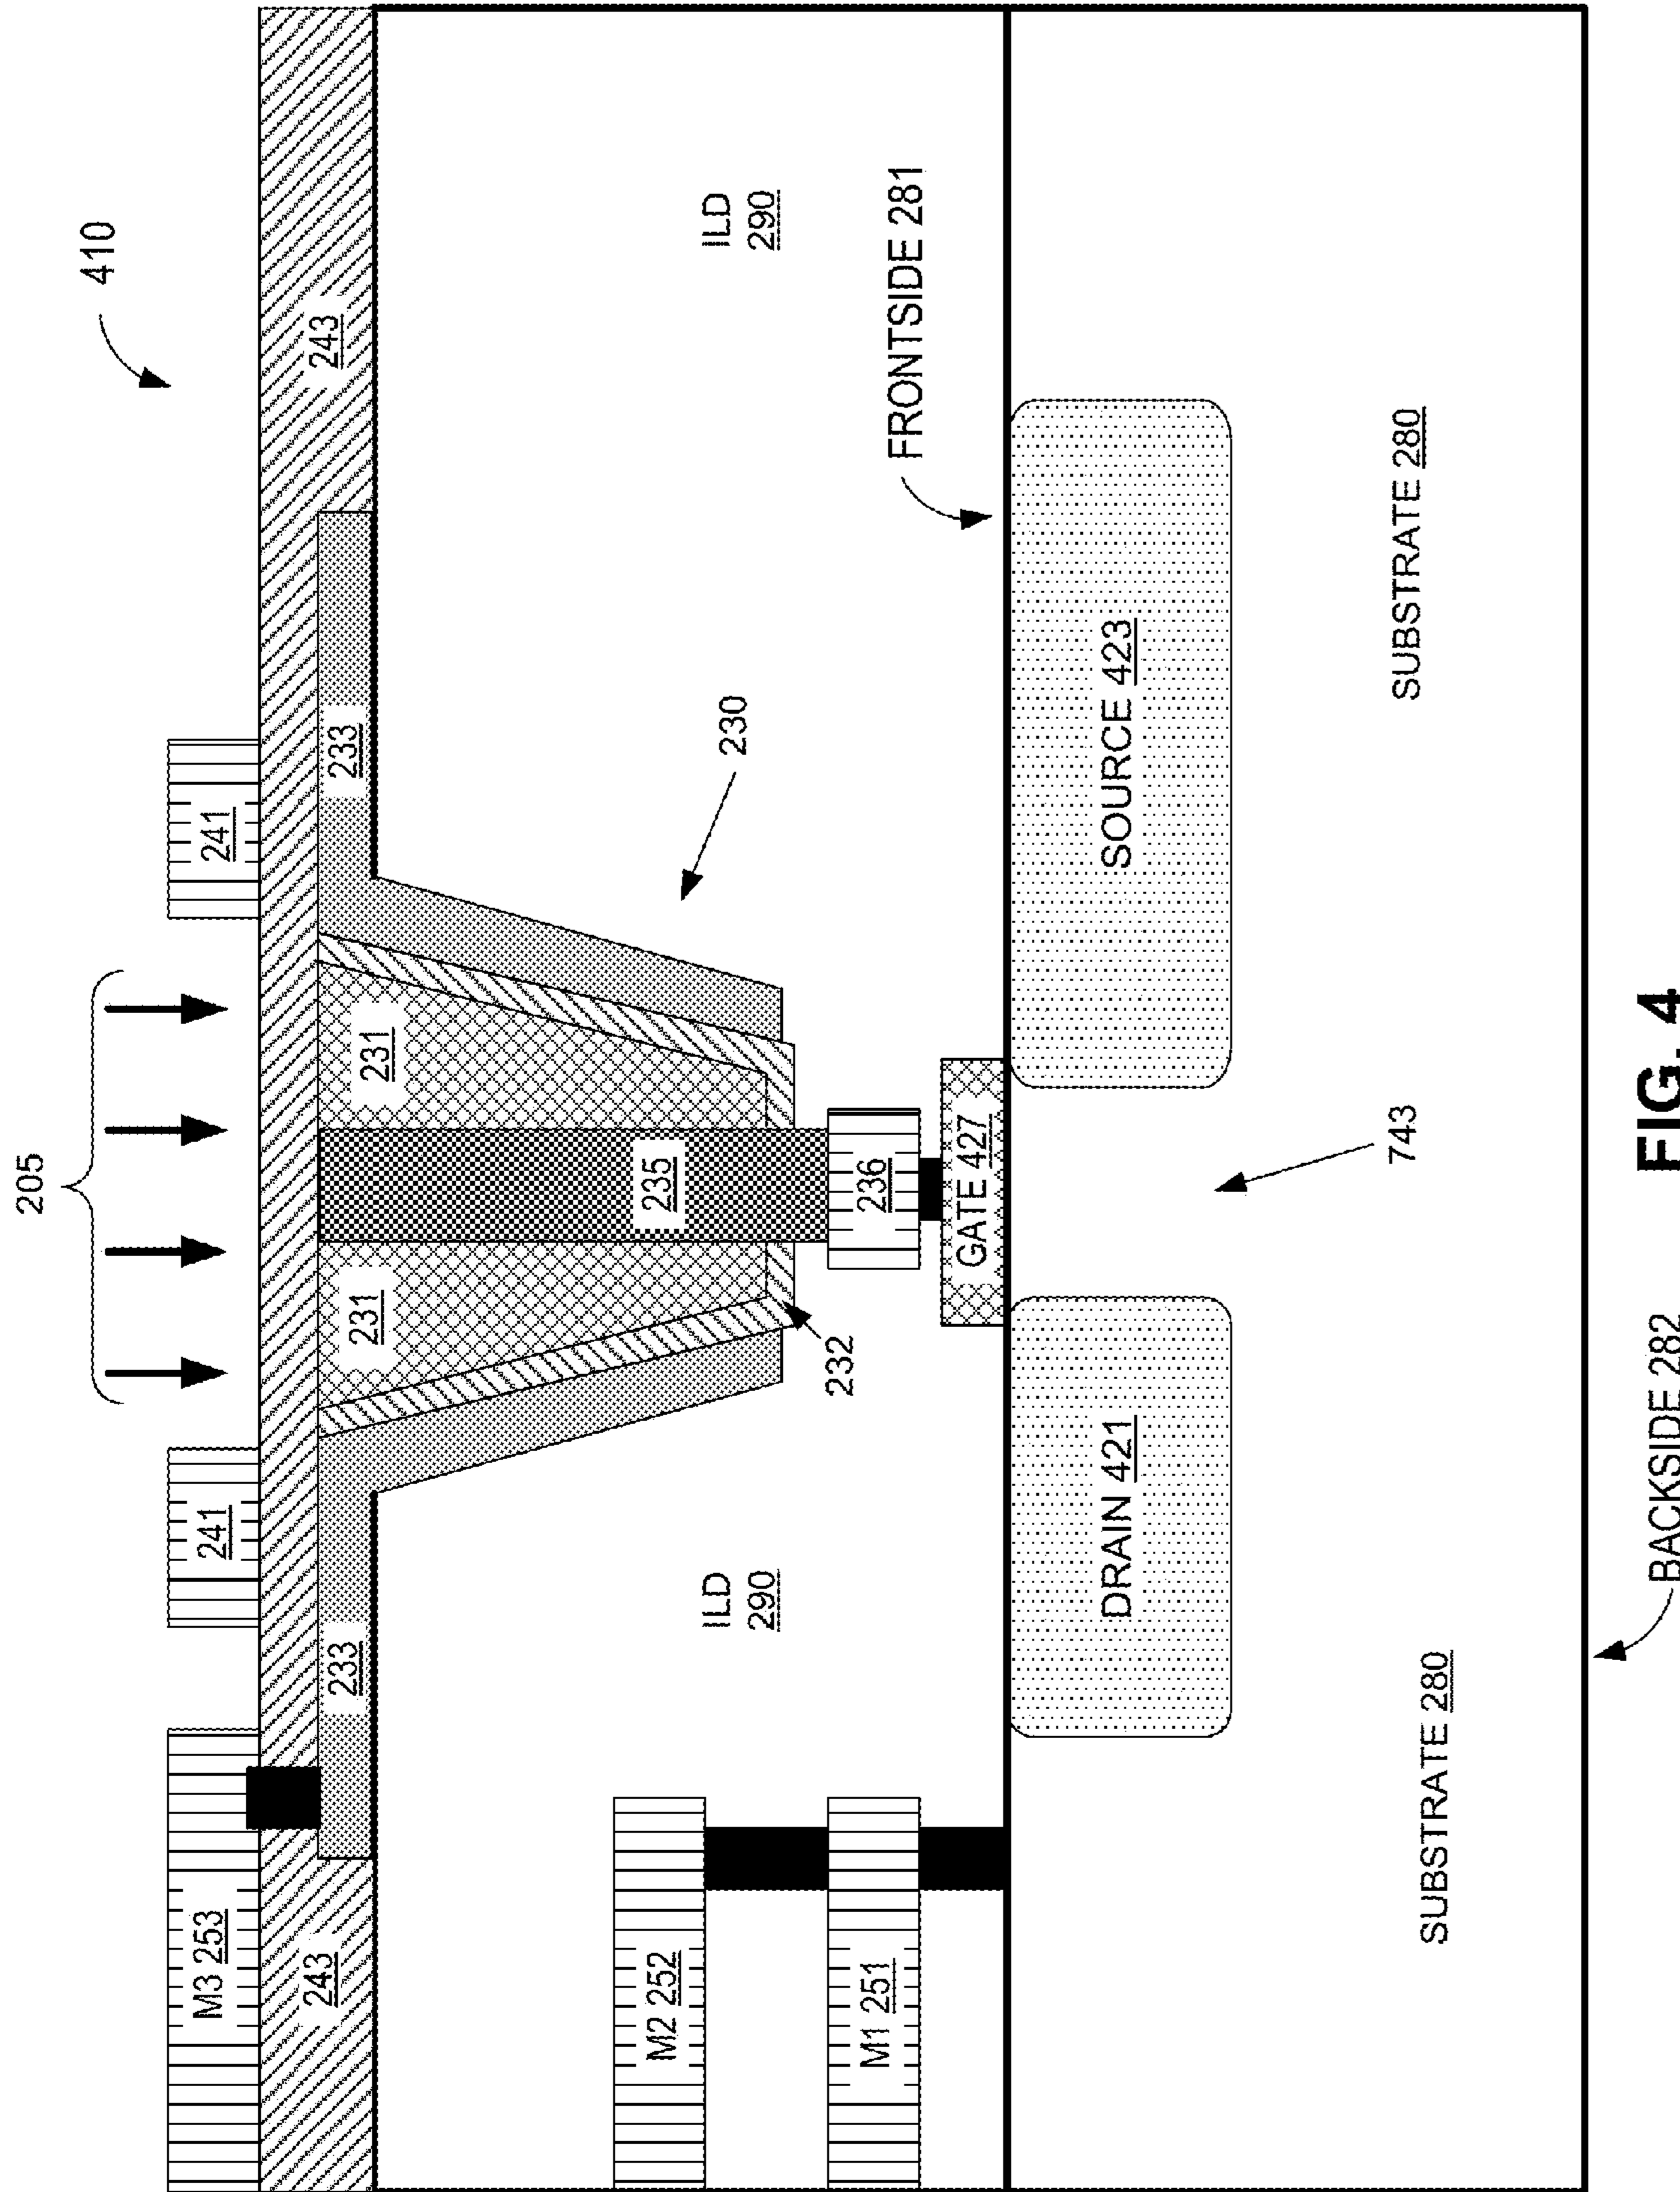 410
205
241
241
M3 253
243
243
233
233
231
231
235
230
232
236
M2 252
M1 251
ILD
290
ILD
290
GATE 427
FRONTSIDE 281
DRAIN 421
SOURCE 423
743
SUBSTRATE 280
SUBSTRATE 280
BACKSIDE 282
FIG. 4